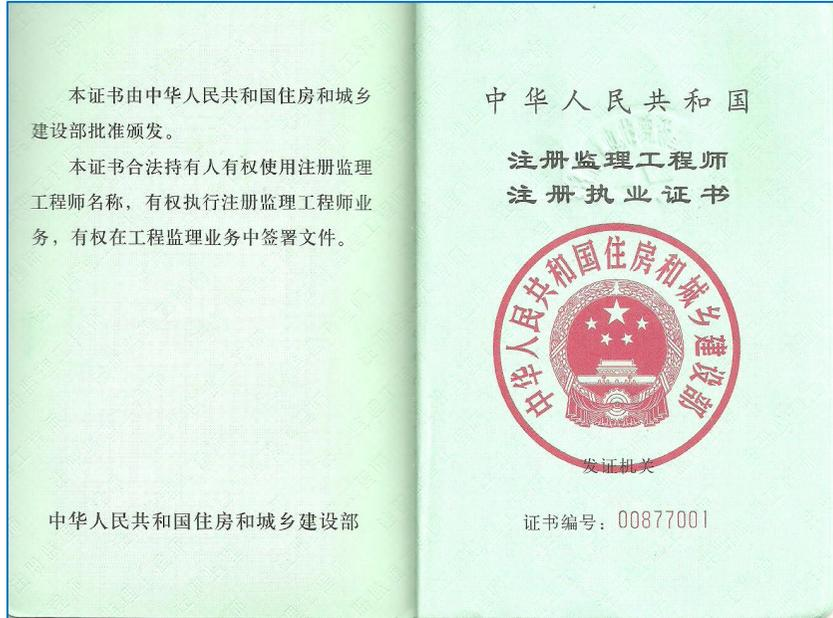 本证书由中华人民共和国住房和城乡
建设部批准颁发。
本证书合法持有人有权使用注册监理
工程师名称，有权执行注册监理工程师业
务，有权在工程监理业务中签署文件。
中华人民共和国住房和城乡建设部
中华人民共和国
注册监理工程师
注册执业证书
中华人民共和国住房和城乡建设部
发证机关
证书编号：00877001